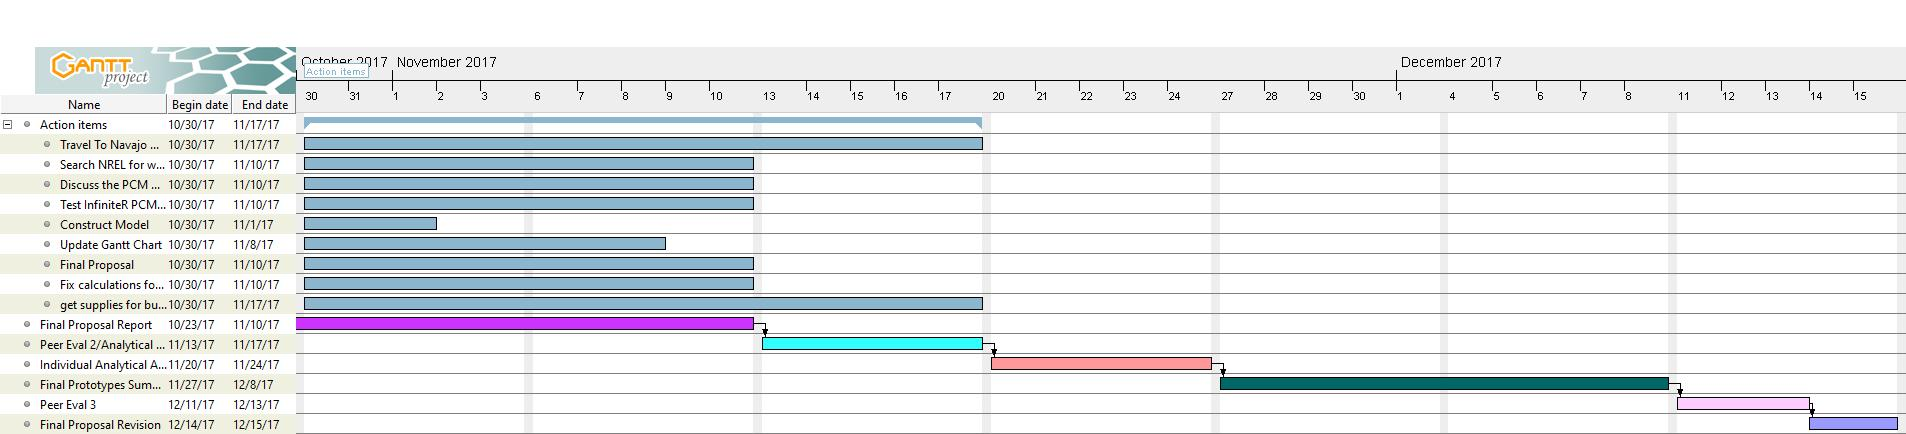 GANTT
project
October 2017 November 2017 December 2017
Action items
30 31 1 2 3 6 7 8 9 10 13 14 15 16 17 20 21 22 23 24 27 28 29 30 1 4 5 6 7 8 11 12 13 14 15
Name Begin date End date
Action items 10/30/17 11/17/17
Travel To Navajo ... 10/30/17 11/17/17
Search NREL for w... 10/30/17 11/10/17
Discuss the PCM ... 10/30/17 11/10/17
Test InfiniteR PCM... 10/30/17 11/10/17
Construct Model 10/30/17 11/1/17
Update Gantt Chart 10/30/17 11/8/17
Final Proposal 10/30/17 11/10/17
Fix calculations fo... 10/30/17 11/10/17
get supplies for bu... 10/30/17 11/17/17
Final Proposal Report 10/23/17 11/10/17
Peer Eval 2/Analytical ... 11/13/17 11/17/17
Individual Analytical A... 11/20/17 11/24/17
Final Prototypes Sum... 11/27/17 12/8/17
Peer Eval 3 12/11/17 12/13/17
Final Proposal Revision 12/14/17 12/15/17